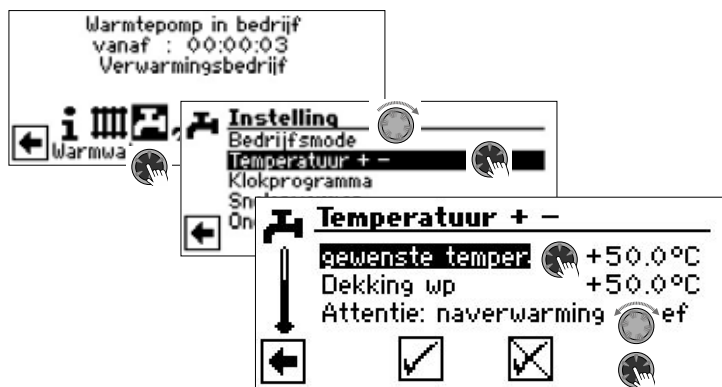 Warmtepomp in bedrijf
vanaf : 00:00:03
Verwarmingsbedrijf
Instelling
Bedrijfsmode
Temperatuur + -
Klokprogramma
Temperatuur + -
gewenste temper. +50.0°C
Dekking wp +50.0°C
Attentie: naverwarming